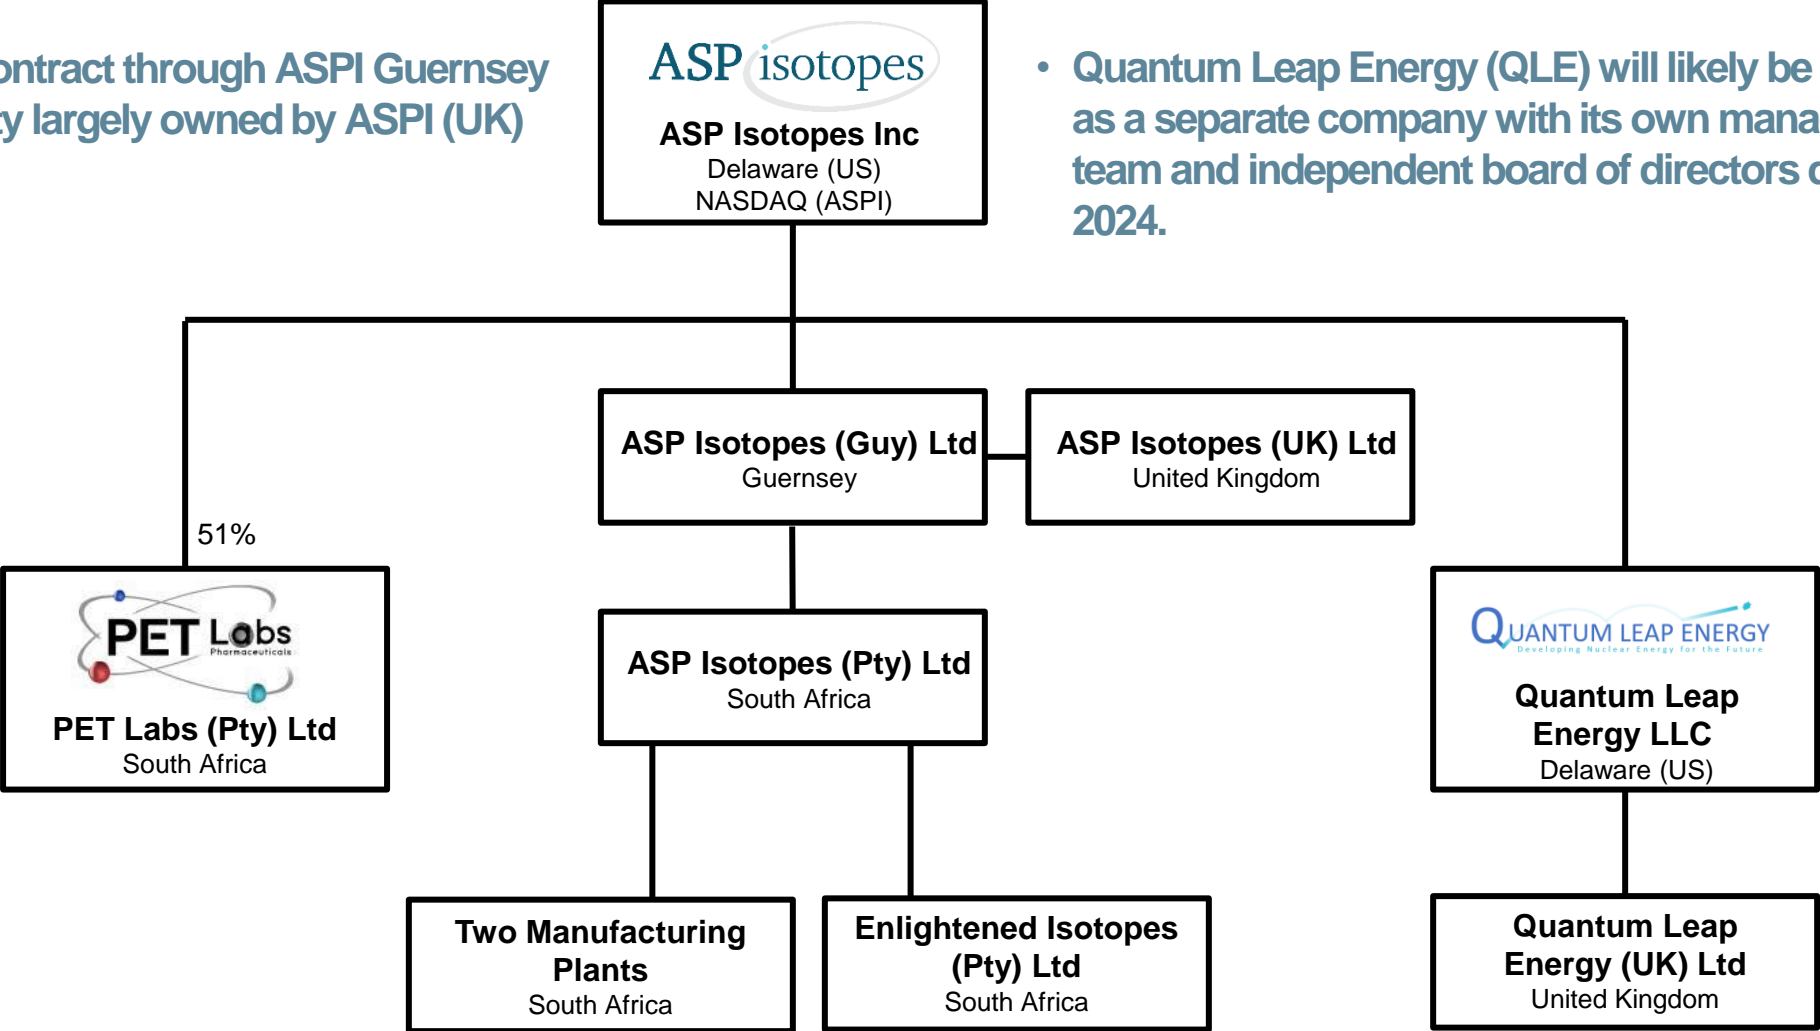 ontract through ASPI Guernsey
ty largely owned by ASPI (UK)
ASP isotopes
ASP Isotopes Inc
Delaware (US)
NASDAQ (ASPI)
• Quantum Leap Energy (QLE) will likely be
as a separate company with its own mana
team and independent board of directors
2024.
ASP Isotopes (Guy) Ltd
Guernsey
ASP Isotopes (UK) Ltd
United Kingdom
51%
PET Labs
Pharmaceuticals
PET Labs (Pty) Ltd
South Africa
ASP Isotopes (Pty) Ltd
South Africa
QUANTUM LEAP ENERGY
Developing Nuclear Energy for the Future
Quantum Leap
Energy LLC
Delaware (US)
Two Manufacturing
Plants
South Africa
Enlightened Isotopes
(Pty) Ltd
South Africa
Quantum Leap
Energy (UK) Ltd
United Kingdom